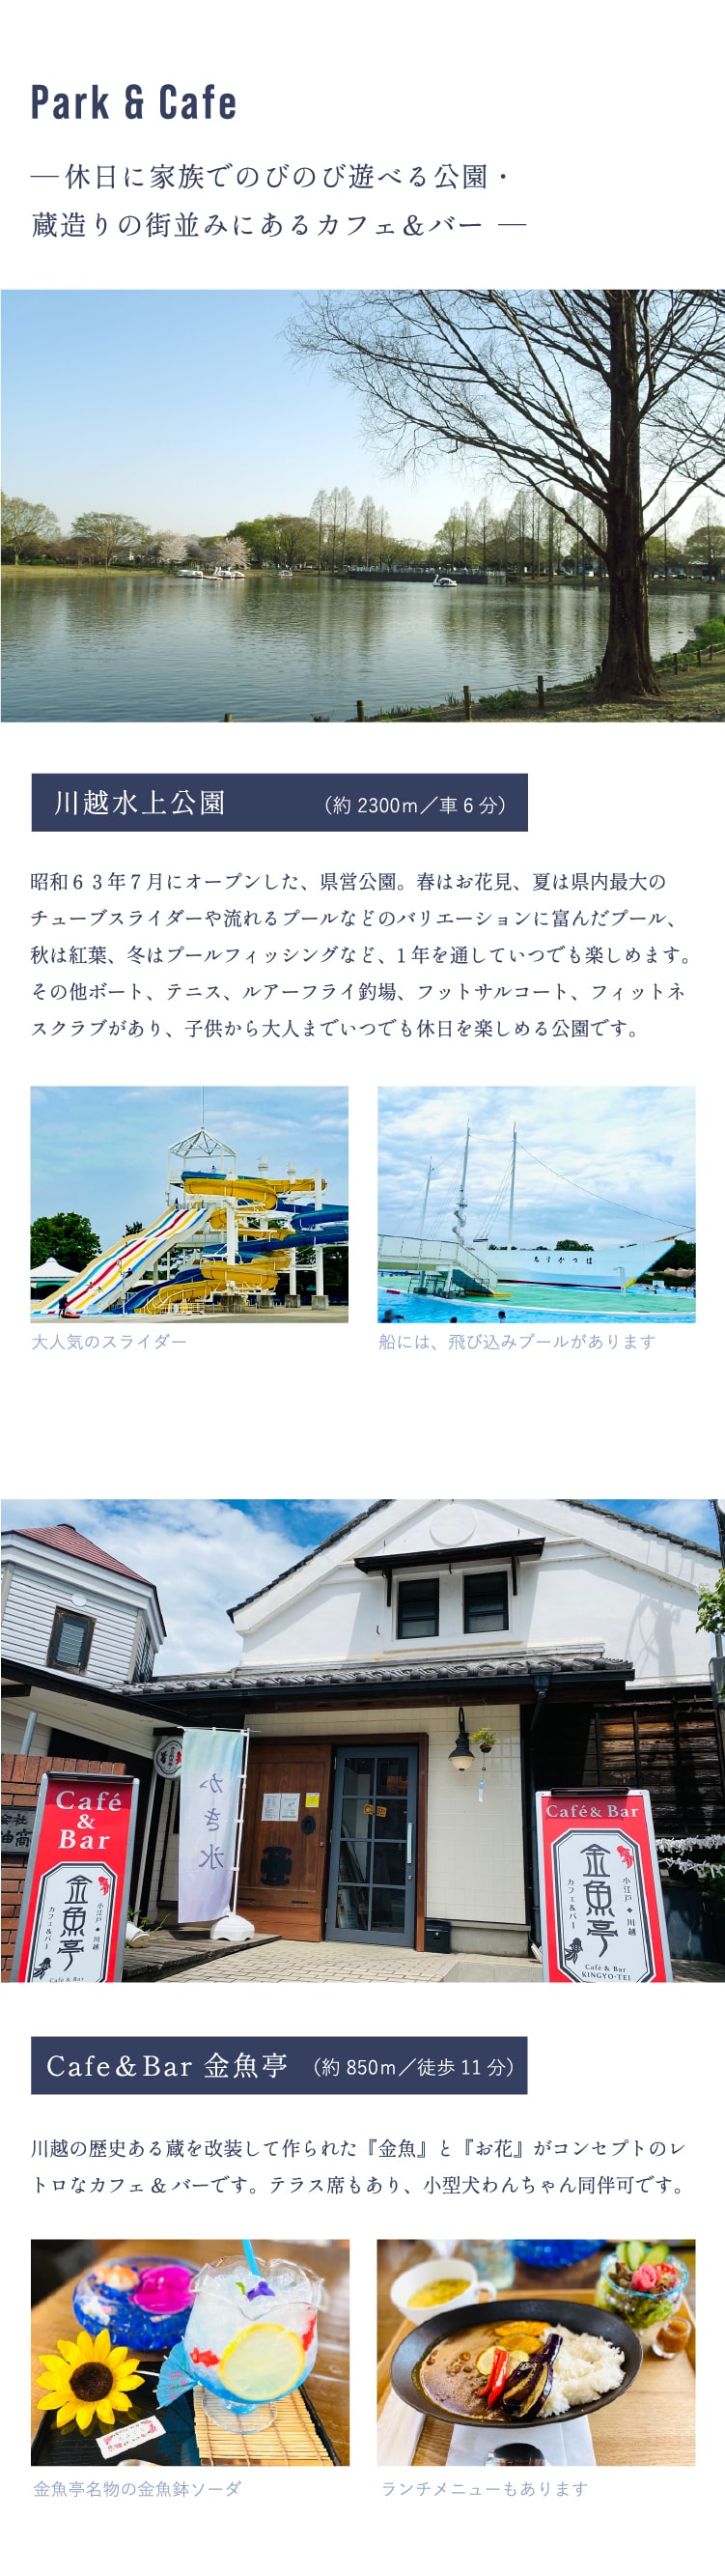 Park & Cafe
― 休日に家族でのびのび遊べる公園・
蔵造りの街並みにあるカフェ＆バー ―
川越水上公園 （約 2300m／車 6 分）
昭和６３年７月にオープンした、県営公園。春はお花見、夏は県内最大の
チューブスライダーや流れるプールなどのバリエーションに富んだプール、
秋は紅葉、冬はプールフィッシングなど、1 年を通していつでも楽しめます。
その他ボート、テニス、ルアーフライ釣場、フットサルコート、フィットネ
スクラブがあり、子供から大人までいつでも休日を楽しめる公園です。
大人気のスライダー
船には、飛び込みプールがあります
Café
&
Bar
金魚亭
小江戸◆川越
カフェ&バー
Café & Bar
かき氷
Café & Bar
金魚亭
小江戸◆川越
カフェ&バー
Café & Bar
KINGYO-TEI
Cafe＆Bar 金魚亭 （約 850m／徒歩 11 分）
川越の歴史ある蔵を改装して作られた『金魚』と『お花』がコンセプトのレ
トロなカフェ & バーです。テラス席もあり、小型犬わんちゃん同伴可です。
金魚亭名物の金魚鉢ソーダ
ランチメニューもあります